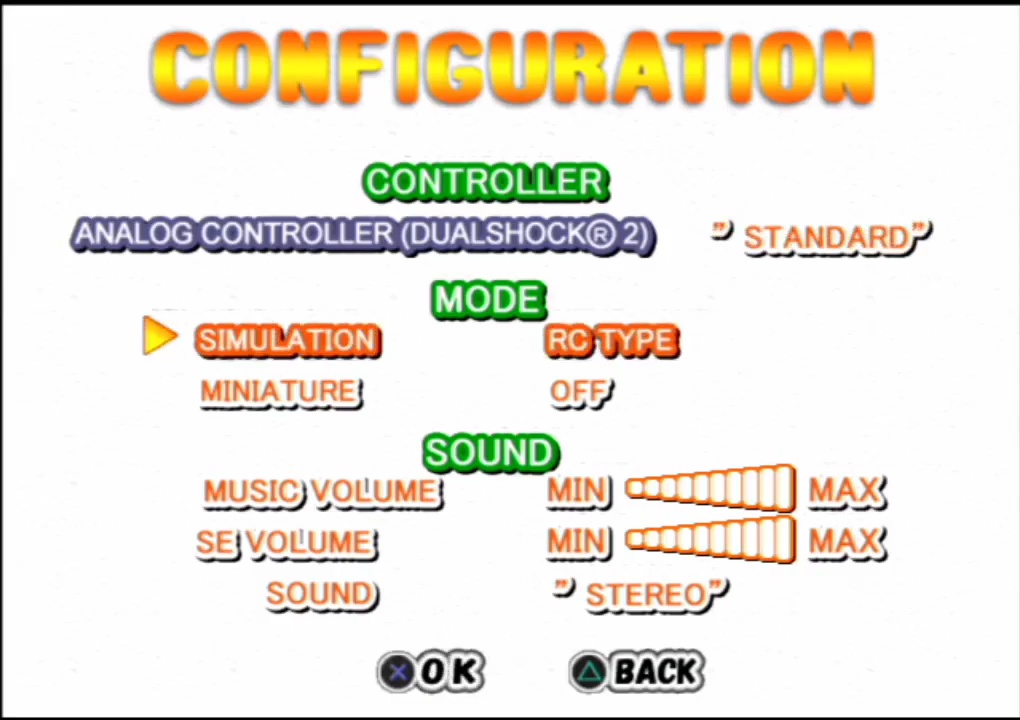 CONFIGURATION
CONTROLLER
ANALOG CONTROLLER (DUALSHOCK® 2) ” STANDARD”
MODE
SIMULATION RC TYPE
MINIATURE OFF
SOUND
MUSIC VOLUME MIN MAX
SE VOLUME MIN MAX
SOUND ” STEREO”
OK BACK